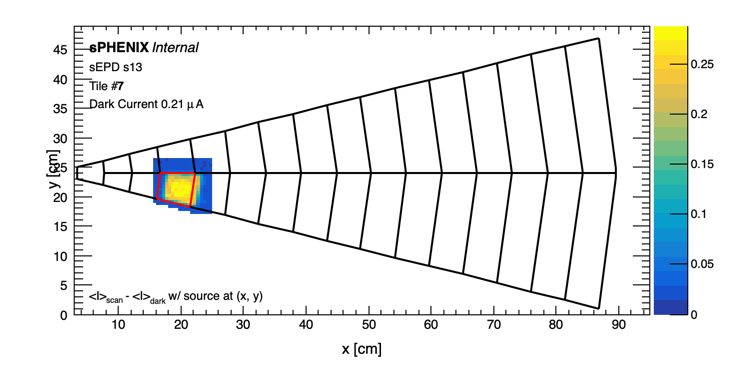 sPHENIX Internal
sEPD s13
Tile #7
Dark Current 0.21 μA
<I>scan - <I>dark w/ source at (x, y)
y [cm]
45
40
35
30
25
20
15
10
5
0
10 20 30 40 50 60 70 80 90
x [cm]
0.25
0.2
0.15
0.1
0.05
0